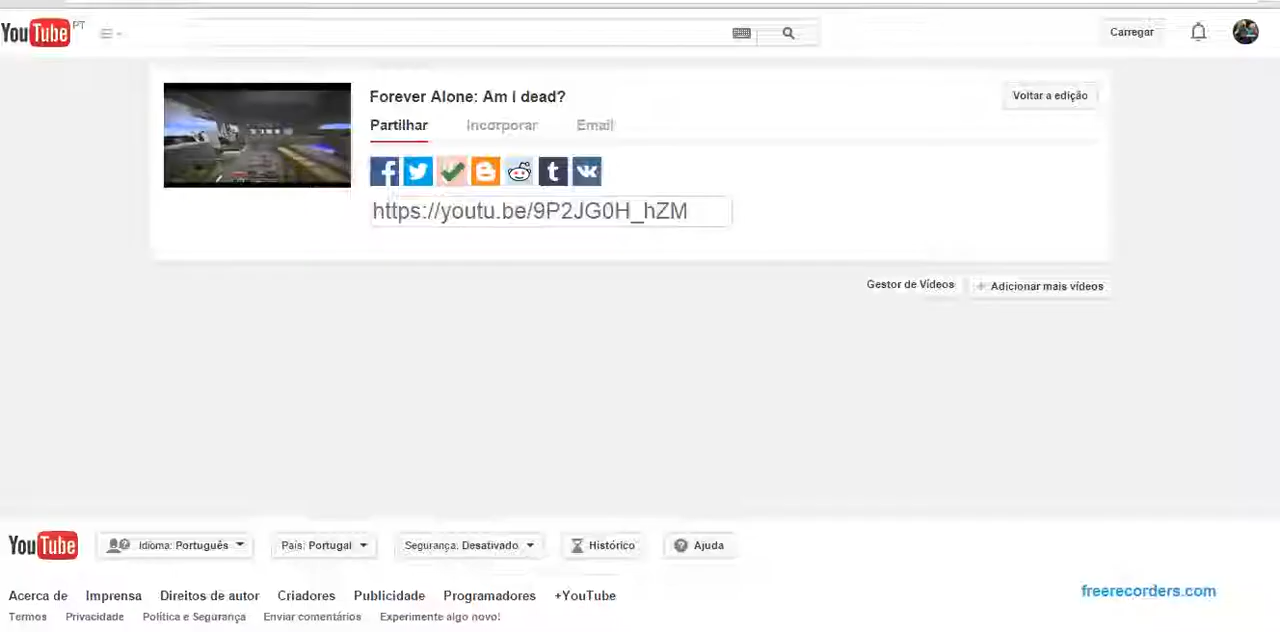 YouTube PT
Carregar
Forever Alone: Am i dead?
Voltar a edição
Partilhar Incorporar Email
https://youtu.be/9P2JG0H_hZM
Gestor de Vídeos + Adicionar mais vídeos
YouTube Idioma: Português País: Portugal Segurança: Desativado Histórico Ajuda
Acerca de Imprensa Direitos de autor Criadores Publicidade Programadores +YouTube
freerecorders.com
Termos Privacidade Política e Segurança Enviar comentários Experimente algo novo!